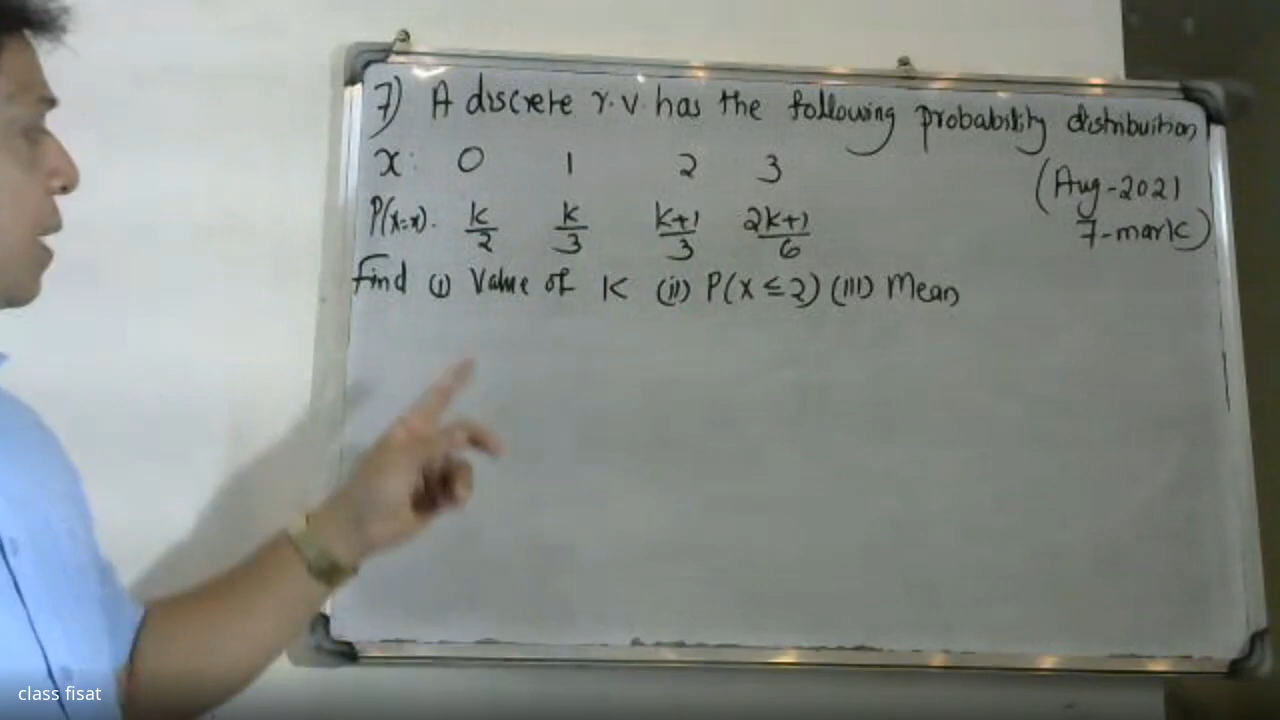 7) A discrete r.v has the following probability distribuition
x: 0 1 2 3
(Aug-2021
7-mark)
P(x=x). k/2 k/3 k+1/3 2k+1/6
Find (i) Value of K (ii) P(x ≤ 2) (iii) Mean
class fisat